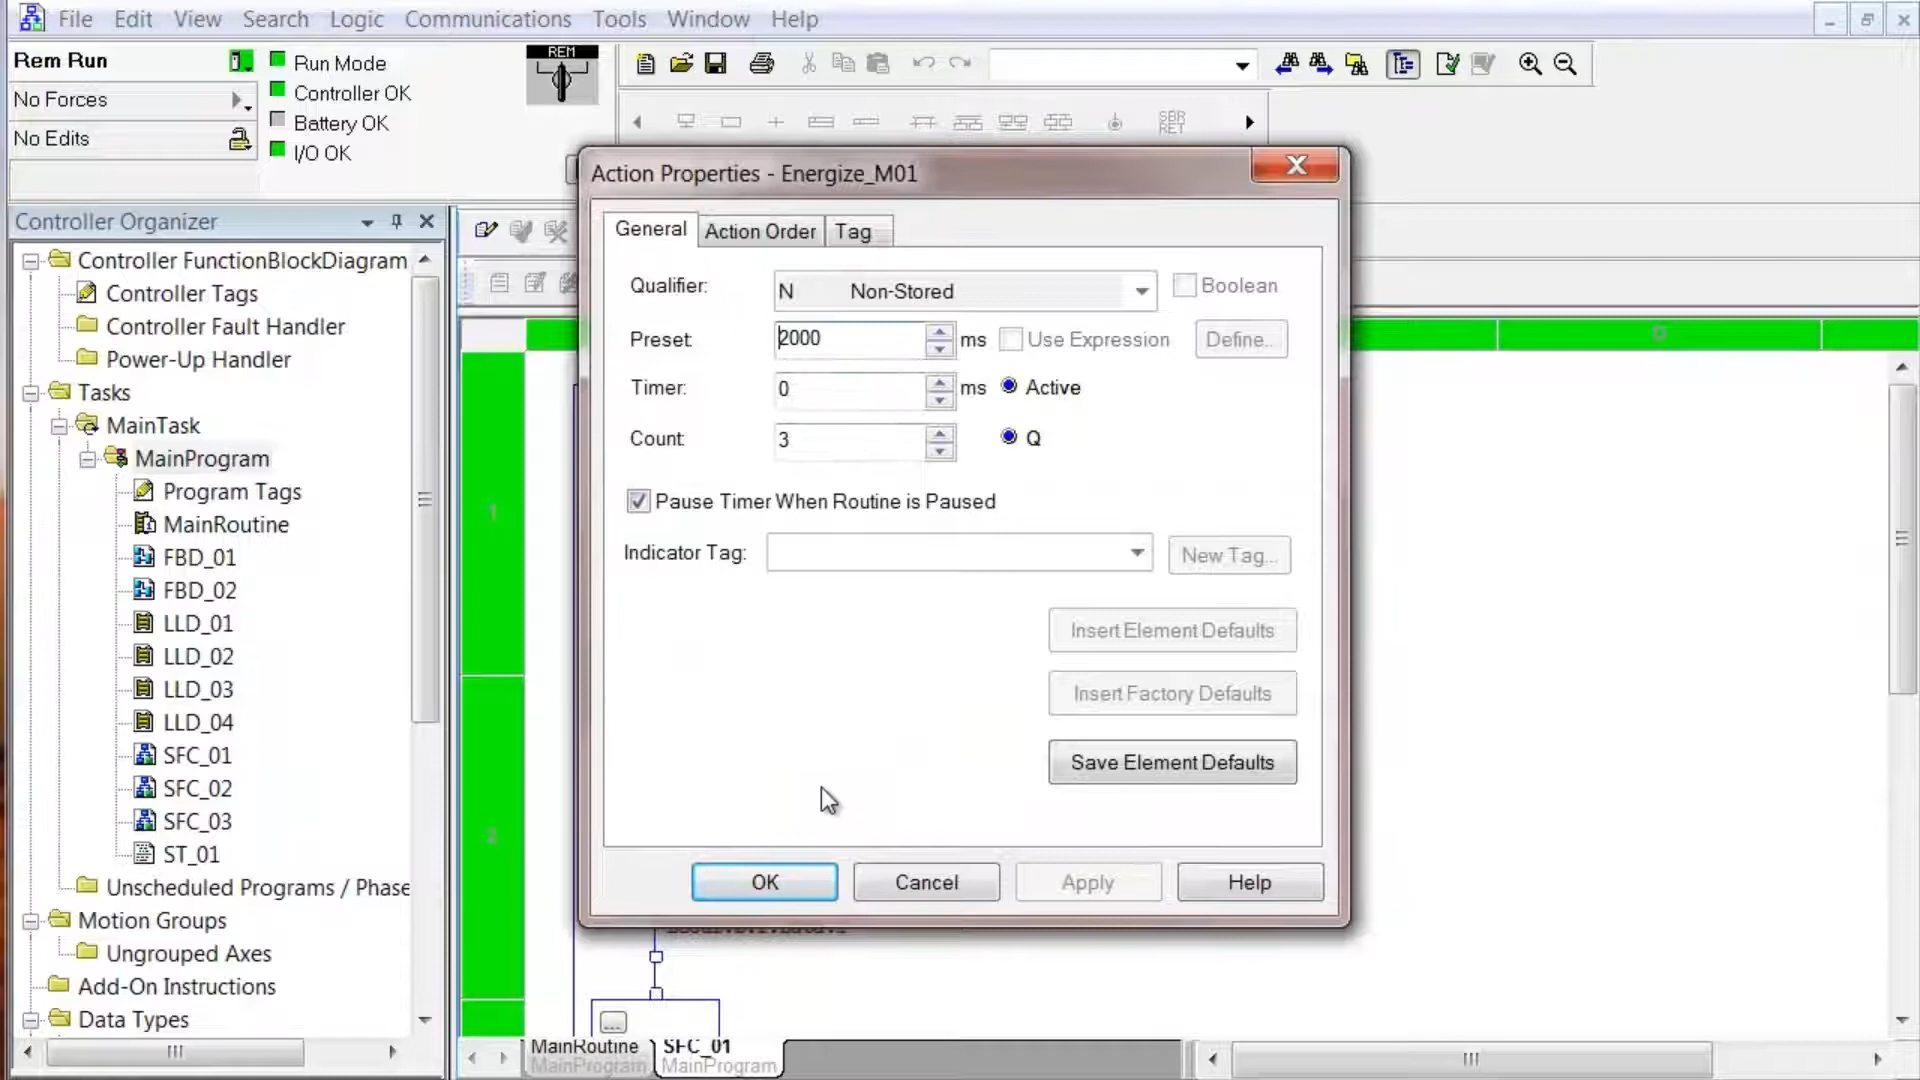 File Edit View Search Logic Communications Tools Window Help
Rem Run
Run Mode
REM
No Forces
Controller OK
Battery OK
No Edits
I/O OK
SBR
RET
Action Properties - Energize_M01
Controller Organizer
General Action Order Tag
Controller FunctionBlockDiagram
Controller Tags
Controller Fault Handler
Power-Up Handler
Tasks
MainTask
MainProgram
Program Tags
MainRoutine
FBD_01
FBD_02
LLD_01
LLD_02
LLD_03
LLD_04
SFC_01
SFC_02
SFC_03
ST_01
Unscheduled Programs / Phase
Motion Groups
Ungrouped Axes
Add-On Instructions
Data Types
Qualifier: N Non-Stored Boolean
Preset: 2000 ms Use Expression Define...
Timer: 0 ms Active
Count: 3 Q
Pause Timer When Routine is Paused
Indicator Tag: New Tag...
Insert Element Defaults
Insert Factory Defaults
Save Element Defaults
OK Cancel Apply Help
1
2
...
MainRoutine SFC_01
MainProgram MainProgram